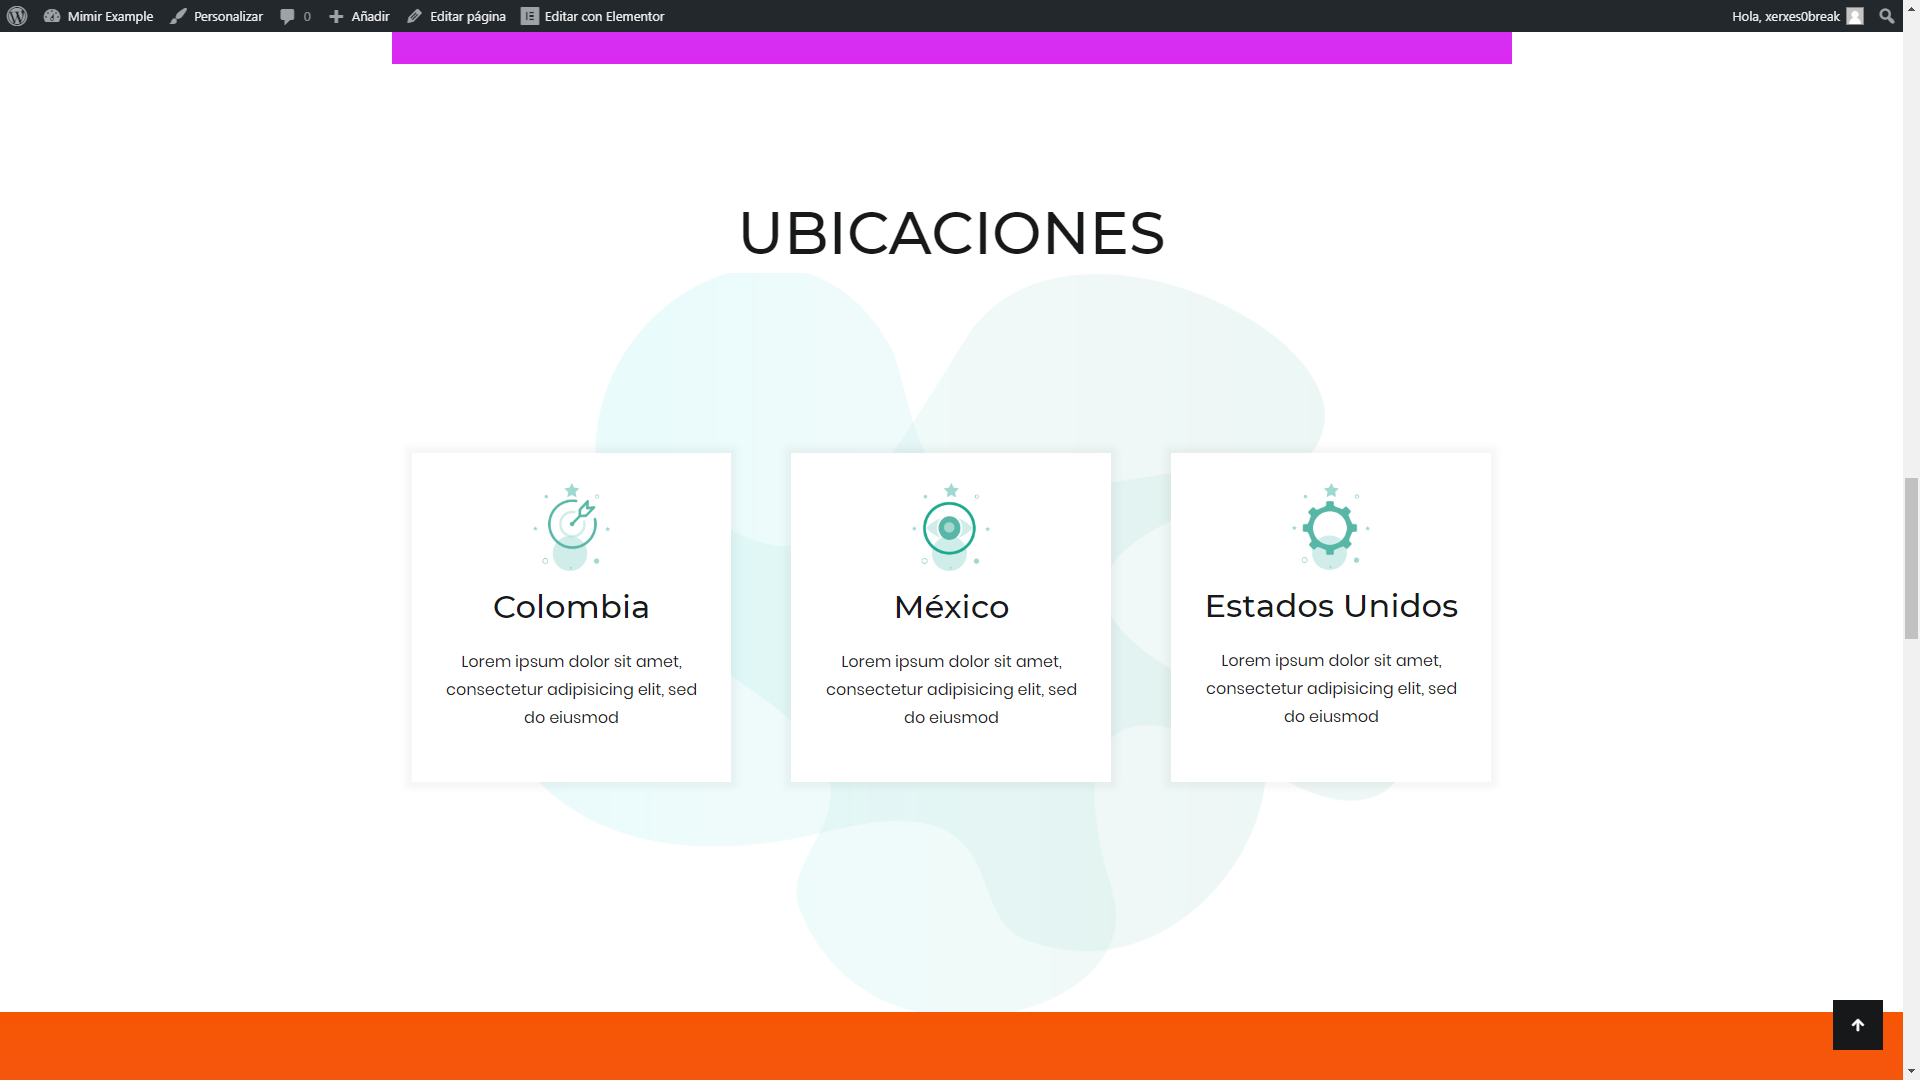 Mimir Example Personalizar 0 Añadir Editar página Editar con Elementor Hola, xerxes0break
UBICACIONES
Colombia
Lorem ipsum dolor sit amet,
consectetur adipisicing elit, sed
do eiusmod
México
Lorem ipsum dolor sit amet,
consectetur adipisicing elit, sed
do eiusmod
Estados Unidos
Lorem ipsum dolor sit amet,
consectetur adipisicing elit, sed
do eiusmod